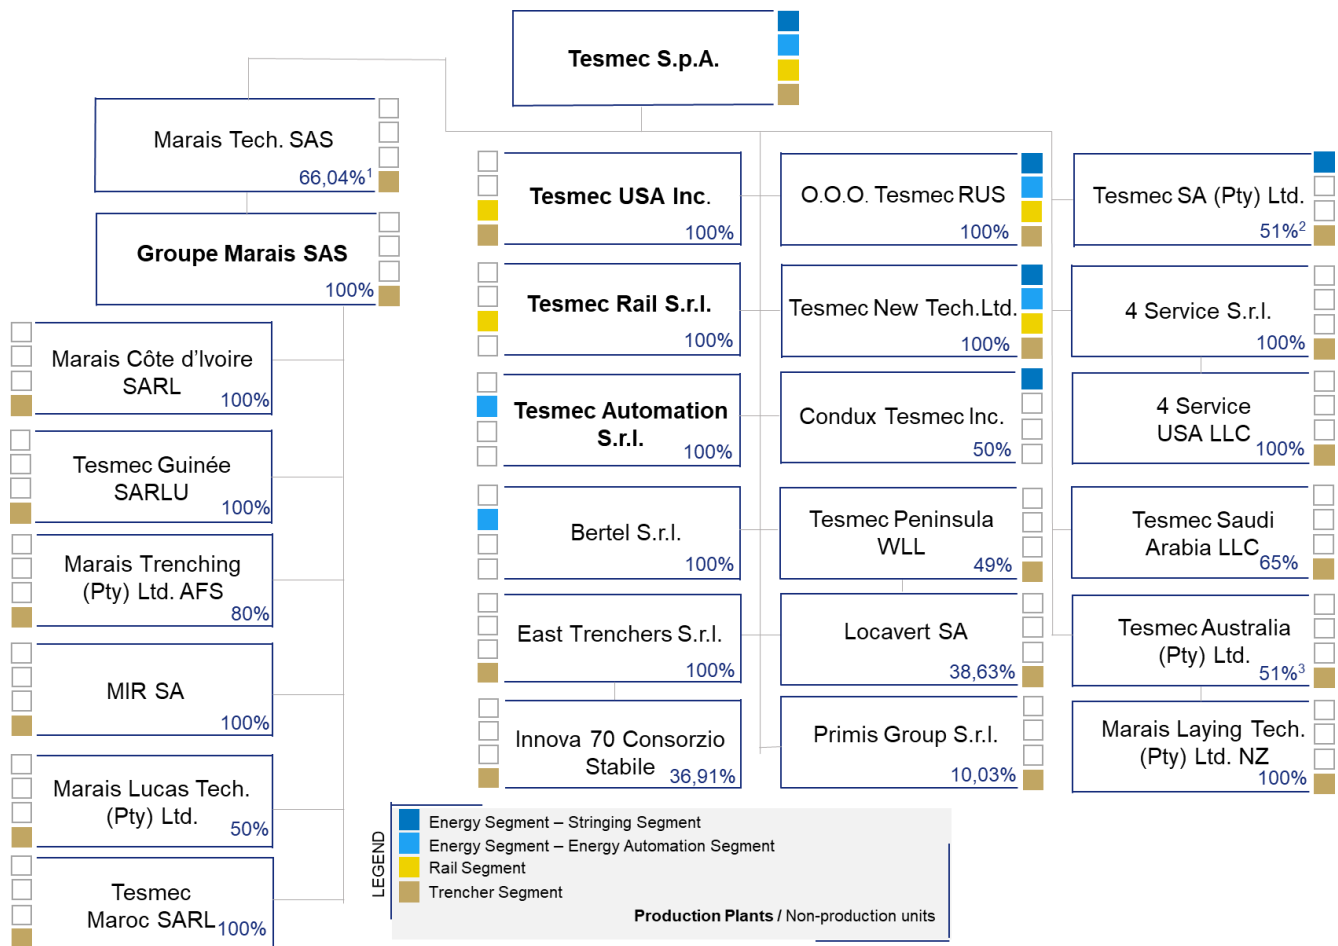 Tesmec S.p.A.
Marais Tech. SAS
66,04%¹
Groupe Marais SAS
100%
Marais Côte d'Ivoire
SARL
100%
Tesmec Guinée
SARLU
100%
Marais Trenching
(Pty) Ltd. AFS
80%
MIR SA
100%
Marais Lucas Tech.
(Pty) Ltd.
50%
Tesmec
Maroc SARL
100%
Tesmec USA Inc.
100%
Tesmec Rail S.r.l.
100%
Tesmec Automation
S.r.l.
100%
Bertel S.r.l.
100%
East Trenchers S.r.l.
100%
Innova 70 Consorzio
Stabile
36,91%
O.O.O. Tesmec RUS
100%
Tesmec New Tech.Ltd.
100%
Condux Tesmec Inc.
50%
Tesmec Peninsula
WLL
49%
Locavert SA
38,63%
Primis Group S.r.l.
10,03%
Tesmec SA (Pty) Ltd.
51%²
4 Service S.r.l.
100%
4 Service
USA LLC
100%
Tesmec Saudi
Arabia LLC
65%
Tesmec Australia
(Pty) Ltd.
51%³
Marais Laying Tech.
(Pty) Ltd. NZ
100%
LEGEND
Energy Segment – Stringing Segment
Energy Segment – Energy Automation Segment
Rail Segment
Trencher Segment
Production Plants / Non-production units